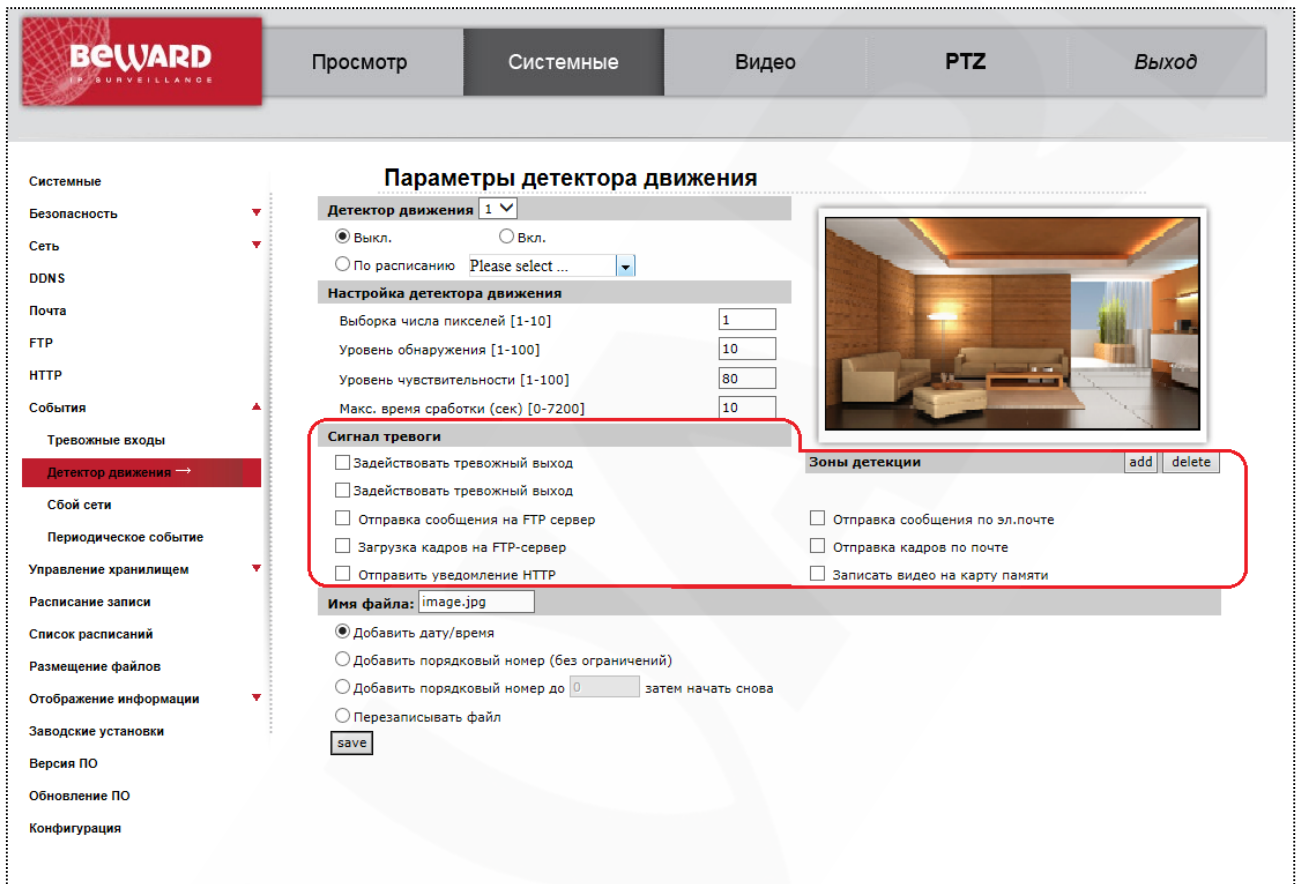 BEWARD
IP SURVEILLANCE
Просмотр
Системные
Видео
PTZ
Выход
Системные
Безопасность
Сеть
DDNS
Почта
FTP
HTTP
События
Тревожные входы
Детектор движения →
Сбой сети
Периодическое событие
Управление хранилищем
Расписание записи
Список расписаний
Размещение файлов
Отображение информации
Заводские установки
Версия ПО
Обновление ПО
Конфигурация
Параметры детектора движения
Детектор движения 1
Выкл. Вкл.
По расписанию Please select ...
Настройка детектора движения
Выборка числа пикселей [1-10] 1
Уровень обнаружения [1-100] 10
Уровень чувствительности [1-100] 80
Макс. время сработки (сек) [0-7200] 10
Сигнал тревоги
Задействовать тревожный выход
Зоны детекции add delete
Задействовать тревожный выход
Отправка сообщения на FTP сервер Отправка сообщения по эл.почте
Загрузка кадров на FTP-сервер Отправка кадров по почте
Отправить уведомление HTTP Записать видео на карту памяти
Имя файла: image.jpg
Добавить дату/время
Добавить порядковый номер (без ограничений)
Добавить порядковый номер до 0 затем начать снова
Перезаписывать файл
save